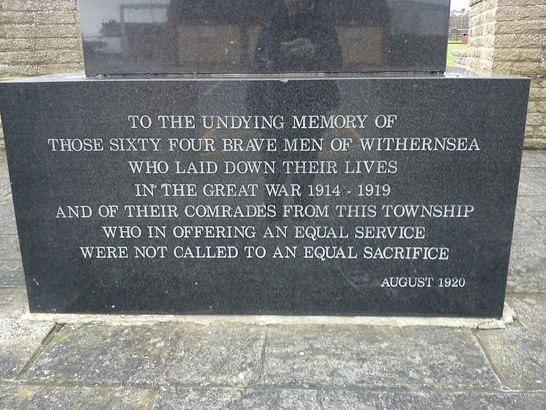 TO THE UNDYING MEMORY OF
THOSE SIXTY FOUR BRAVE MEN OF WITHERNSEA
WHO LAID DOWN THEIR LIVES
IN THE GREAT WAR 1914 - 1919
AND OF THEIR COMRADES FROM THIS TOWNSHIP
WHO IN OFFERING AN EQUAL SERVICE
WERE NOT CALLED TO AN EQUAL SACRIFICE
AUGUST 1920